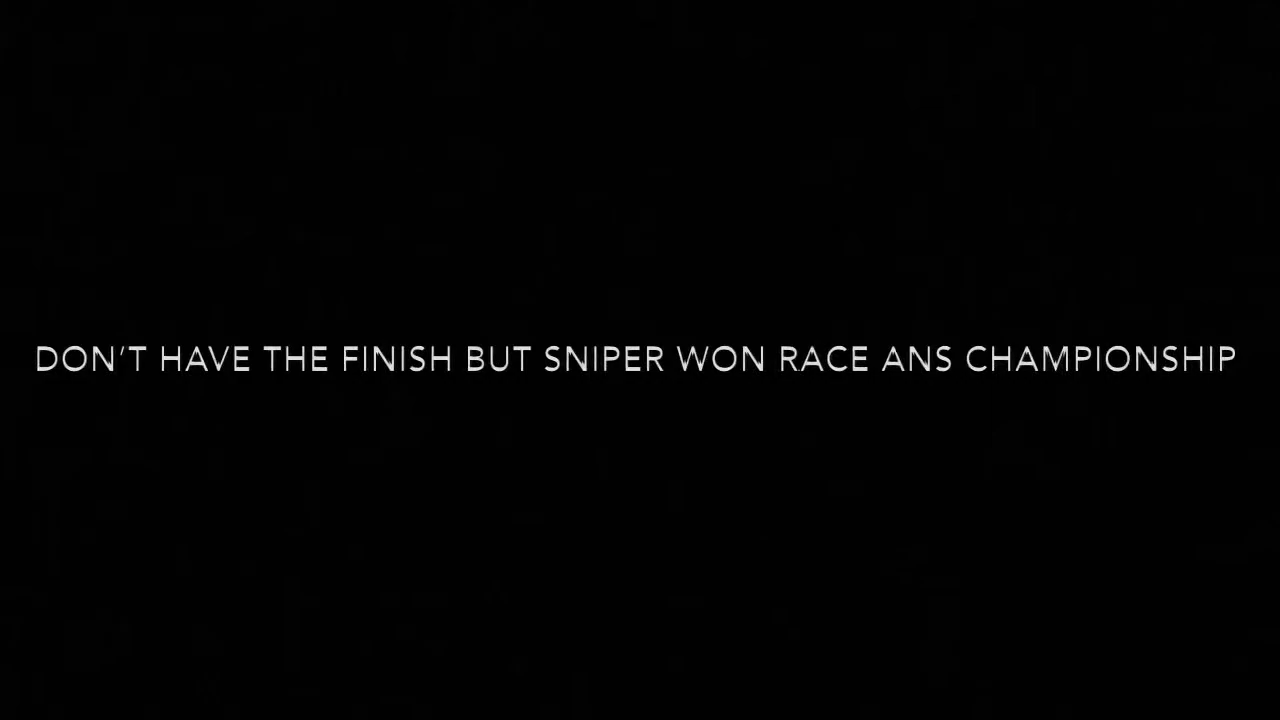 DON’T HAVE THE FINISH BUT SNIPER WON RACE ANS CHAMPIONSHIP